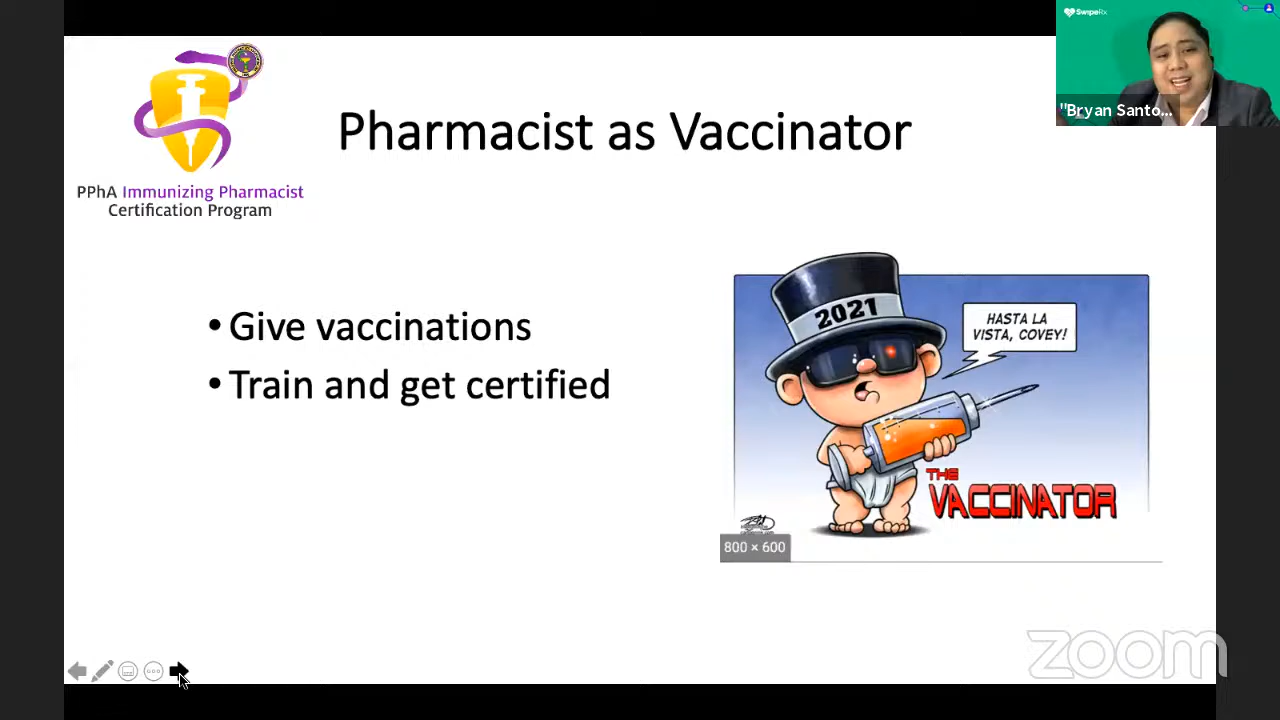 SwipeRx
"Bryan Santo...
Pharmacist as Vaccinator
PPhA Immunizing Pharmacist
Certification Program
• Give vaccinations
• Train and get certified
2021
HASTA LA
VISTA, COVEY!
THE
VACCINATOR
800 × 600
zoom